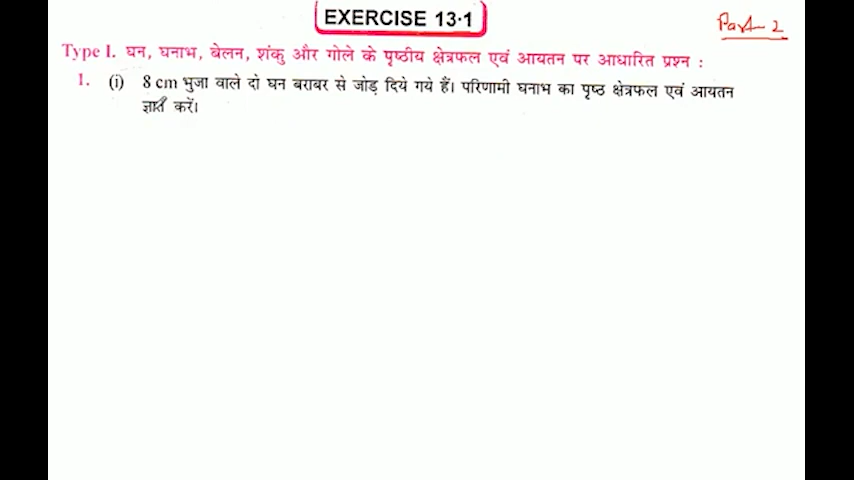 EXERCISE 13·1
Part 2
Type I. घन, घनाभ, बेलन, शंकु और गोले के पृष्ठीय क्षेत्रफल एवं आयतन पर आधारित प्रश्न :
1. (i) 8 cm भुजा वाले दो घन बराबर से जोड़ दिये गये हैं। परिणामी घनाभ का पृष्ठ क्षेत्रफल एवं आयतन
ज्ञात करें।